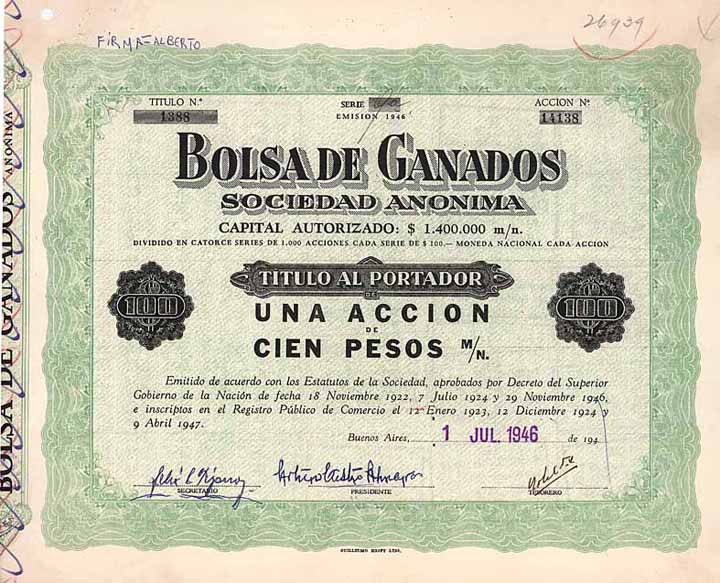 FIRMA-ALBERTO
26939
TITULO N.º
1388
SERIE
EMISION 1946
ACCION Nº
14138
BOLSA DE GANADOS
SOCIEDAD ANONIMA
CAPITAL AUTORIZADO: $ 1.400.000 m/n.
DIVIDIDO EN CATORCE SERIES DE 1.000 ACCIONES CADA SERIE DE $ 100.— MONEDA NACIONAL CADA ACCION
TITULO AL PORTADOR
DE
100
UNA ACCION
100
DE
CIEN PESOS M/N.
Emitido de acuerdo con los Estatutos de la Sociedad, aprobados por Decreto del Superior
Gobierno de la Nación de fecha 18 Noviembre 1922, 7 Julio 1924 y 29 Noviembre 1946,
e inscriptos en el Registro Público de Comercio el 12 Enero 1923, 12 Diciembre 1924 y
9 Abril 1947.
Buenos Aires, 1 JUL. 1946 de 194
SECRETARIO
PRESIDENTE
TESORERO
GUILLERMO KRAFT LTDA.
BOLSA DE GANADOS
ANONIMA